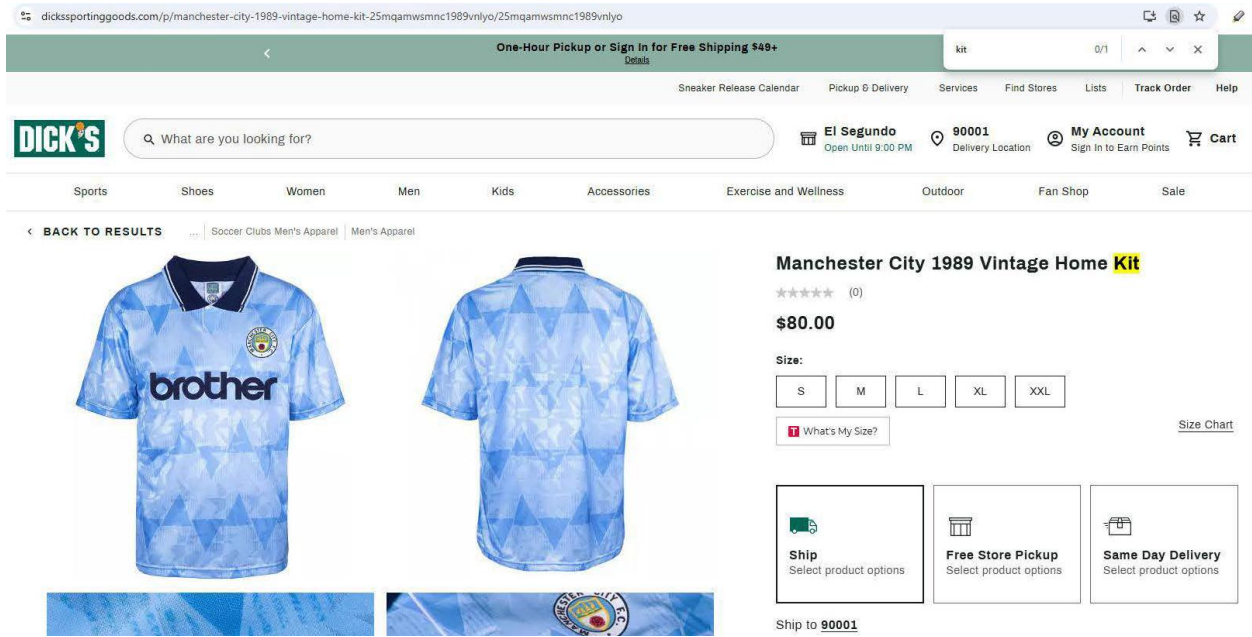 dickssportinggoods.com/p/manchester-city-1989-vintage-home-kit-25mqamwsmnc1989vnlyo/25mqamwsmnc1989vnlyo
kit 0/1
One-Hour Pickup or Sign In for Free Shipping $49+
Details
Sneaker Release Calendar Pickup & Delivery Services Find Stores Lists Track Order Help
DICK'S
What are you looking for?
El Segundo
Open Until 9:00 PM
90001
Delivery Location
My Account
Sign In to Earn Points
Cart
Sports Shoes Women Men Kids Accessories Exercise and Wellness Outdoor Fan Shop Sale
‹ BACK TO RESULTS ... Soccer Clubs Men's Apparel Men's Apparel
MANCHESTER CITY F.C.
brother
Manchester City 1989 Vintage Home Kit
(0)
$80.00
Size:
S M L XL XXL
T What's My Size?
Size Chart
Ship
Select product options
Free Store Pickup
Select product options
Same Day Delivery
Select product options
Ship to 90001